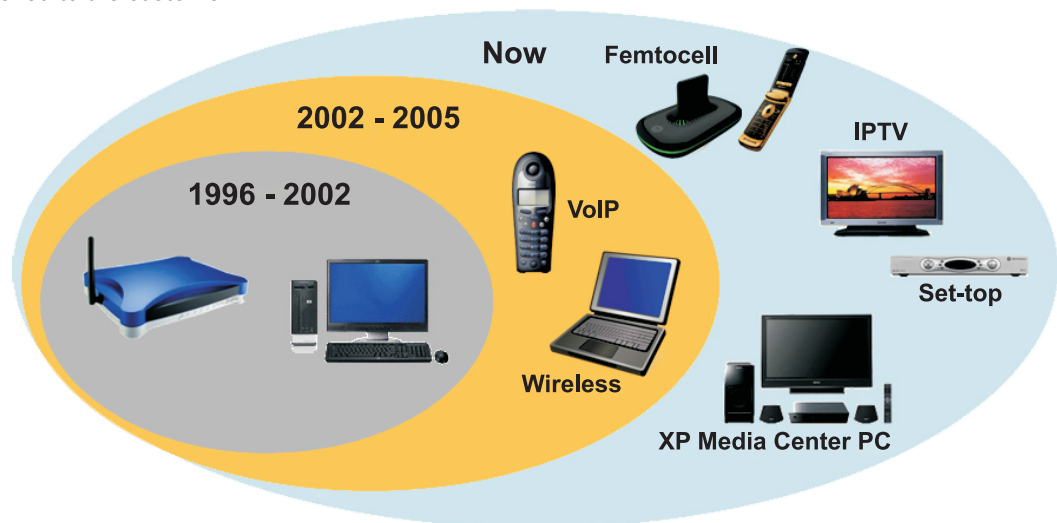 Now
Femtocell
2002 - 2005
IPTV
1996 - 2002
VoIP
Set-top
Wireless
XP Media Center PC